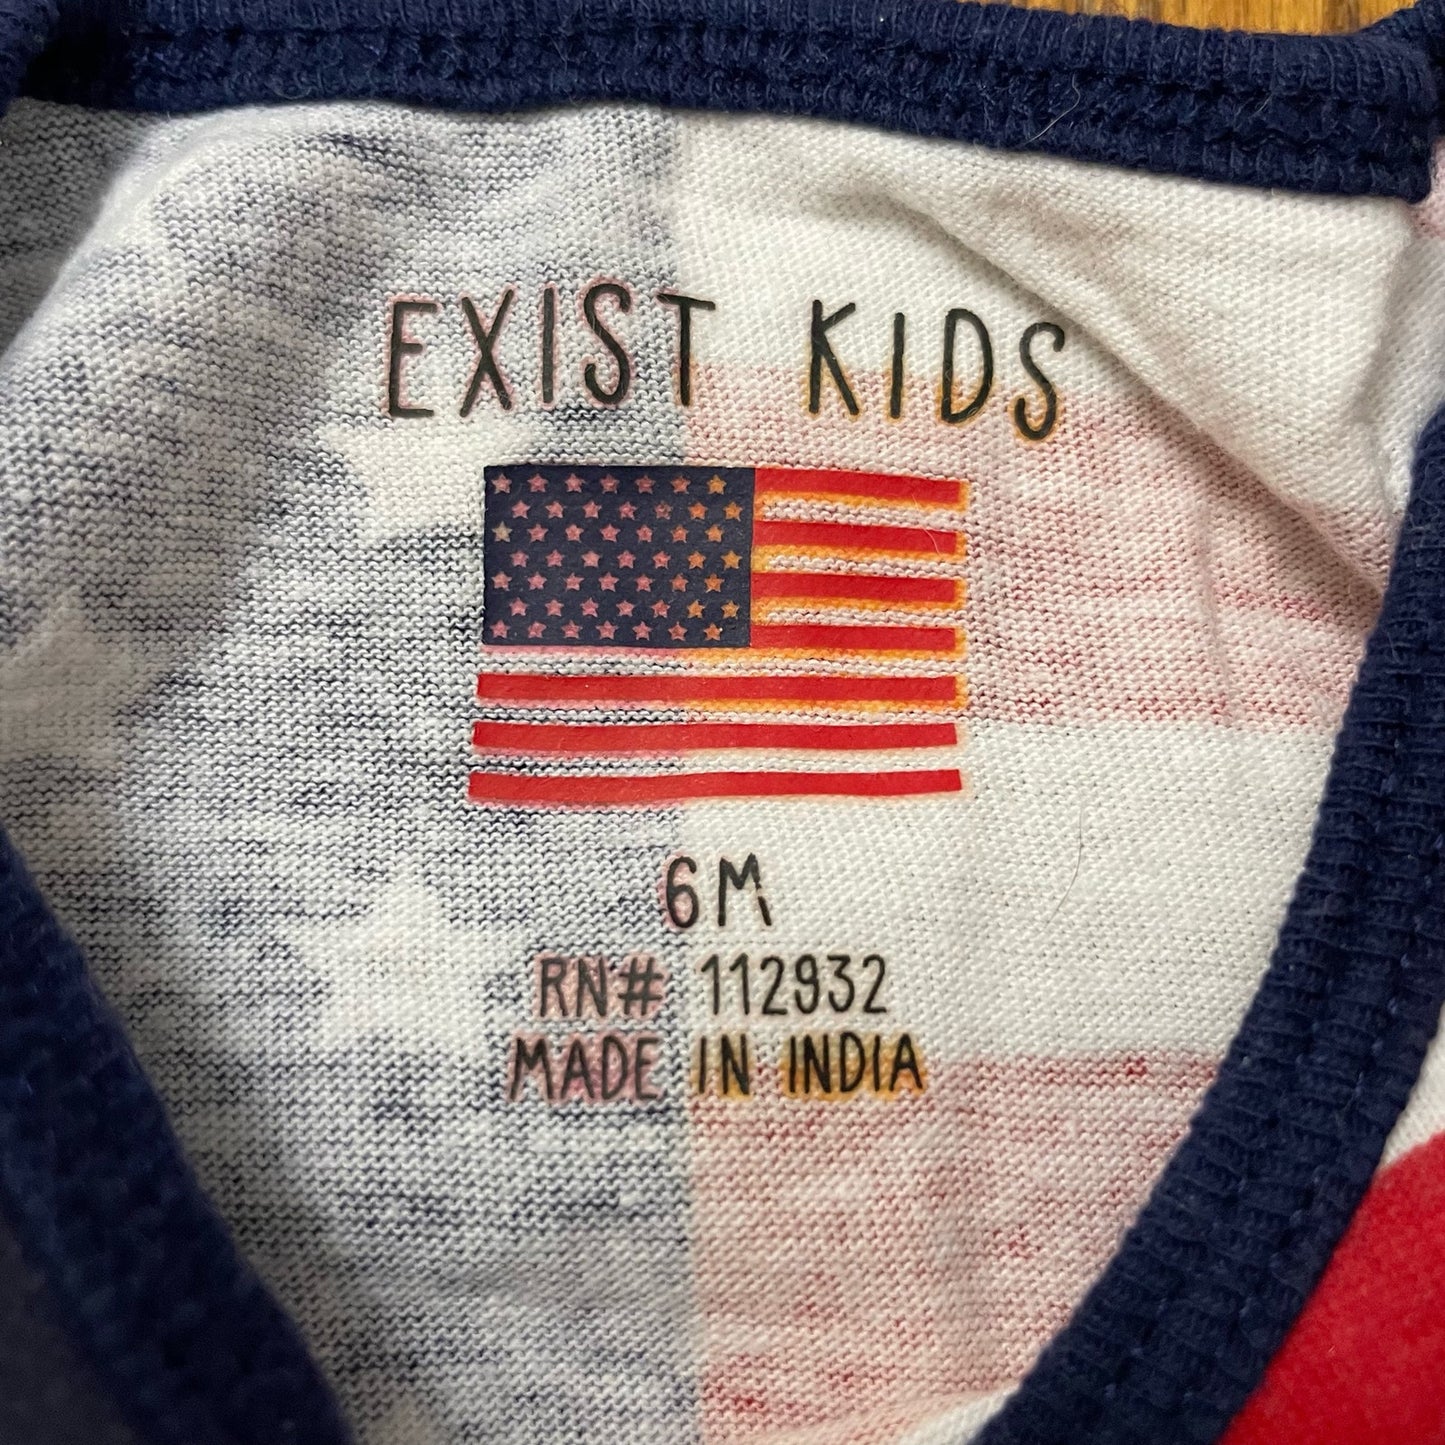 EXIST KIDS
6M
RN# 112932
MADE IN INDIA